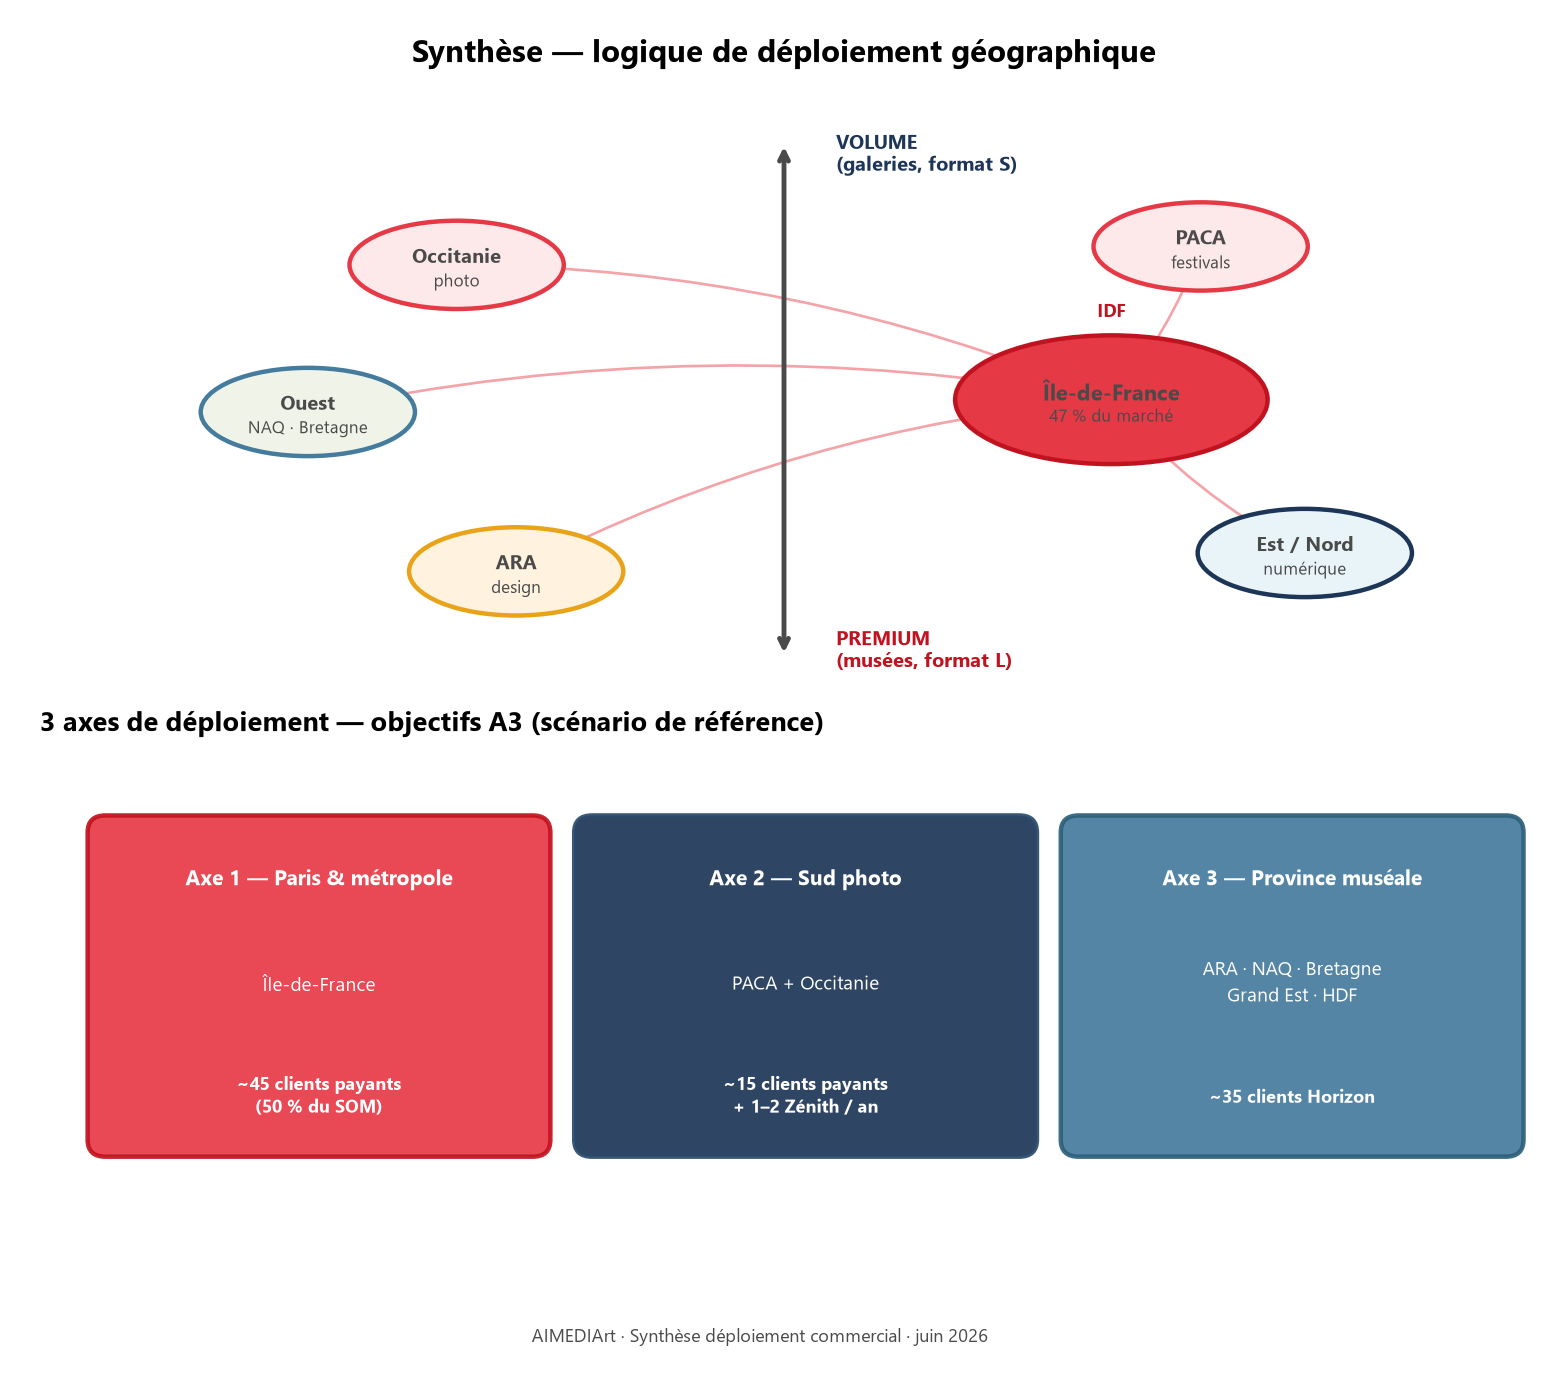 Synthèse — logique de déploiement géographique
VOLUME
(galeries, format S)
Occitanie
photo
PACA
festivals
IDF
Île-de-France
47 % du marché
Ouest
NAQ · Bretagne
ARA
design
Est / Nord
numérique
PREMIUM
(musées, format L)
3 axes de déploiement — objectifs A3 (scénario de référence)
Axe 1 — Paris & métropole
Île-de-France
~45 clients payants
(50 % du SOM)
Axe 2 — Sud photo
PACA + Occitanie
~15 clients payants
+ 1–2 Zénith / an
Axe 3 — Province muséale
ARA · NAQ · Bretagne
Grand Est · HDF
~35 clients Horizon
AIMEDIArt · Synthèse déploiement commercial · juin 2026